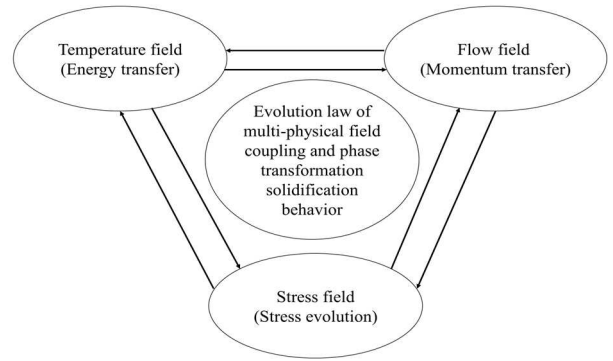 Temperature field
(Energy transfer)
Flow field
(Momentum transfer)
Evolution law of
multi-physical field
coupling and phase
transformation
solidification
behavior
Stress field
(Stress evolution)